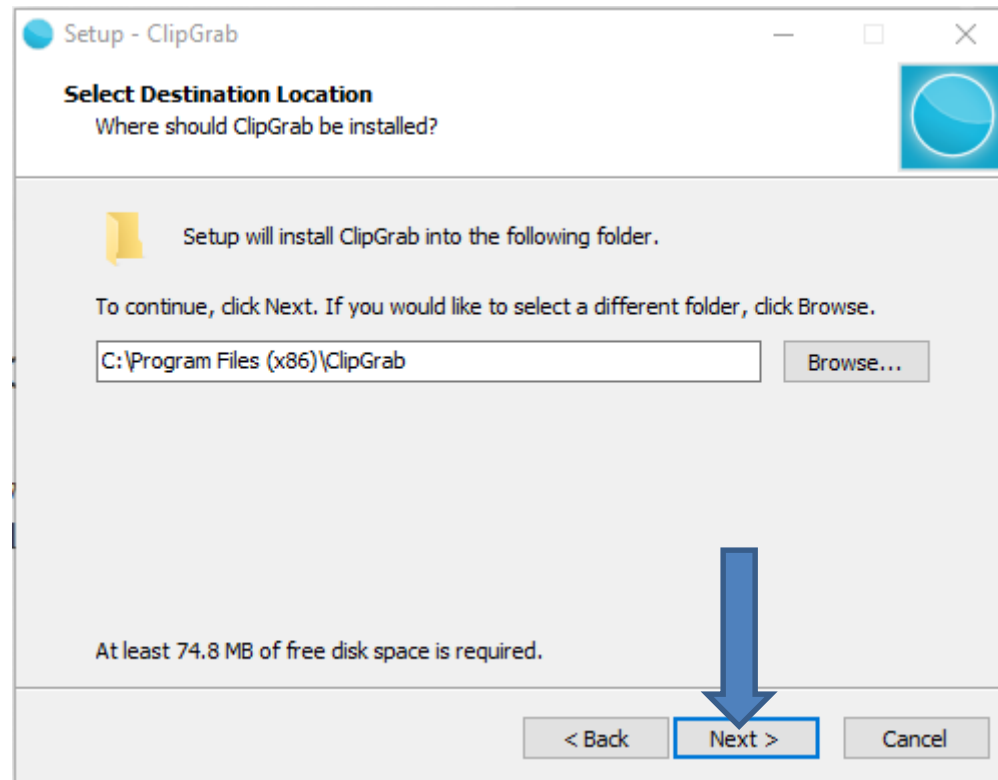 Setup - ClipGrab
Select Destination Location
Where should ClipGrab be installed?
Setup will install ClipGrab into the following folder.
To continue, click Next. If you would like to select a different folder, click Browse.
C:\Program Files (x86)\ClipGrab
Browse...
At least 74.8 MB of free disk space is required.
< Back
Next >
Cancel